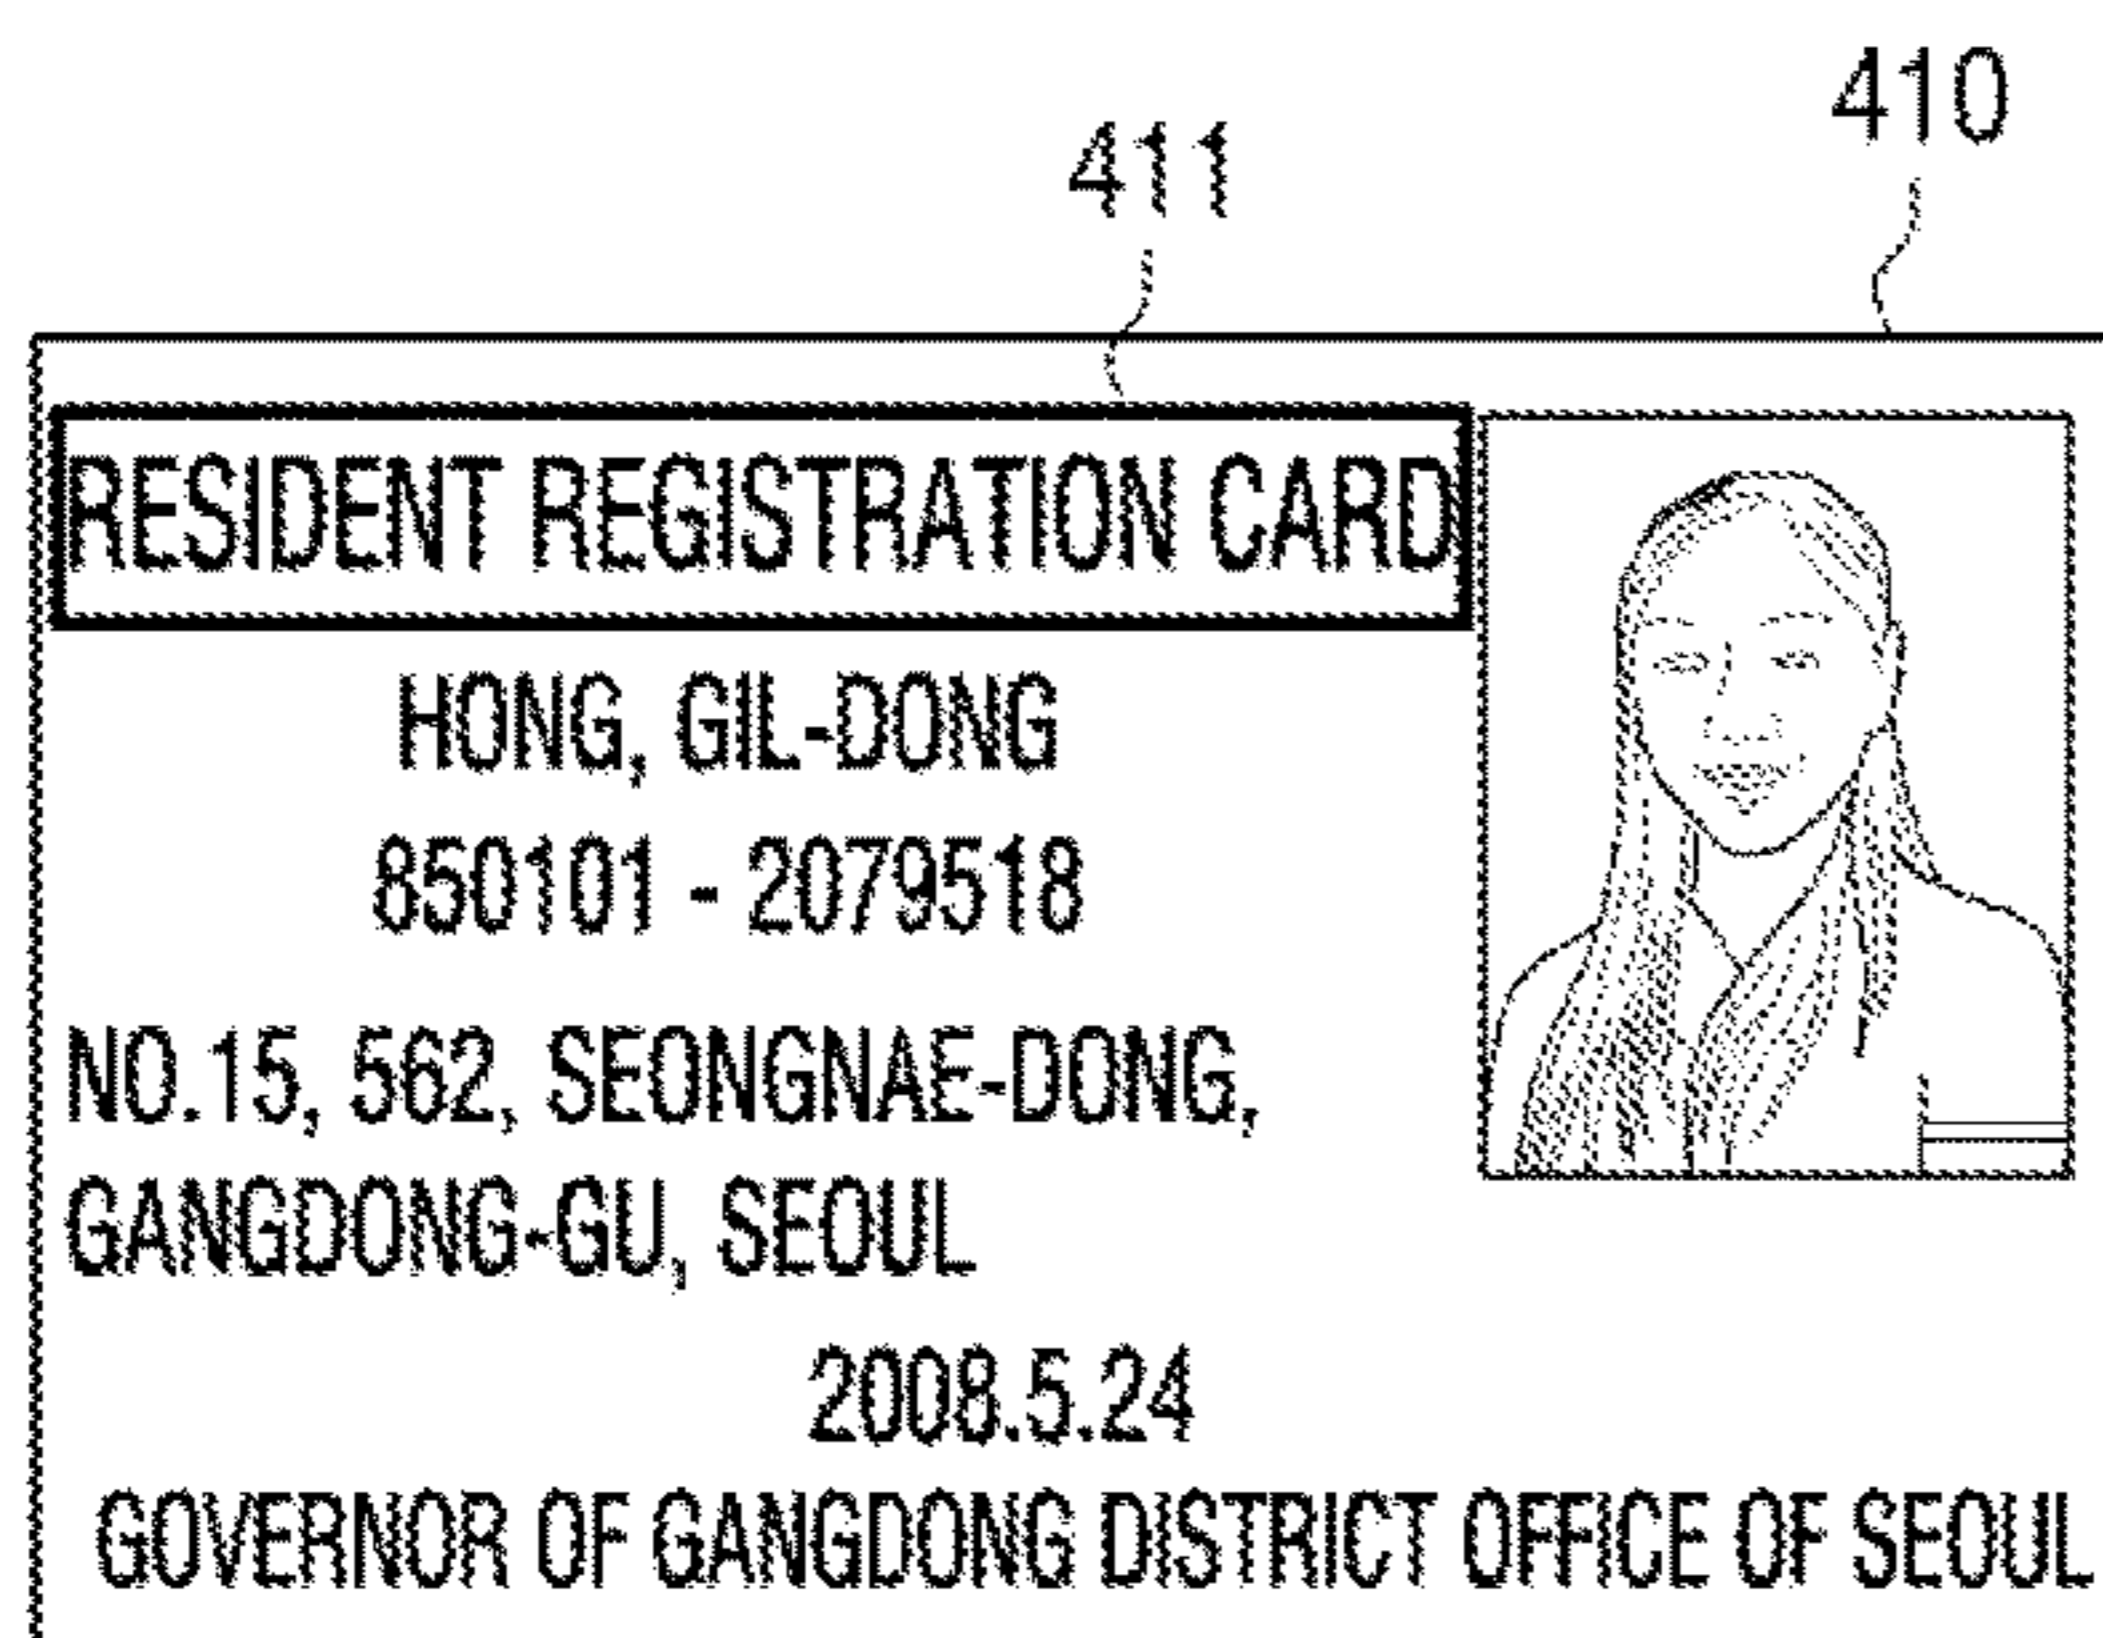 410
411
RESIDENT REGISTRATION CARD
HONG, GIL-DONG
850101 - 2079518
NO.15, 562, SEONGNAE-DONG,
GANGDONG-GU, SEOUL
2008.5.24
GOVERNOR OF GANGDONG DISTRICT OFFICE OF SEOUL